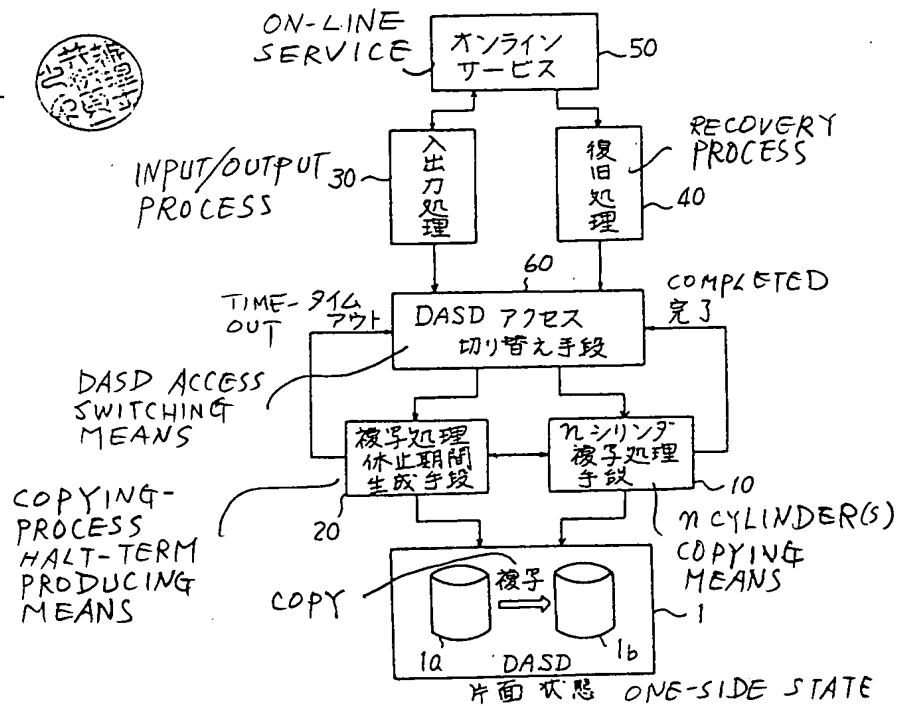 ON-LINE
SERVICE
オンライン
サービス
50
INPUT/OUTPUT
PROCESS
30
入出力処理
復旧処理
40
RECOVERY
PROCESS
60
TIME-
OUT
タイム
アウト
DASD アクセス
切り替え手段
COMPLETED
完了
DASD ACCESS
SWITCHING
MEANS
複写処理
休止期間
生成手段
20
nシリンダ
複写処理
手段
10
COPYING-
PROCESS
HALT-TERM
PRODUCING
MEANS
n CYLINDER(S)
COPYING
MEANS
COPY
複写
1
1a
1b
DASD
片面状態 ONE-SIDE STATE